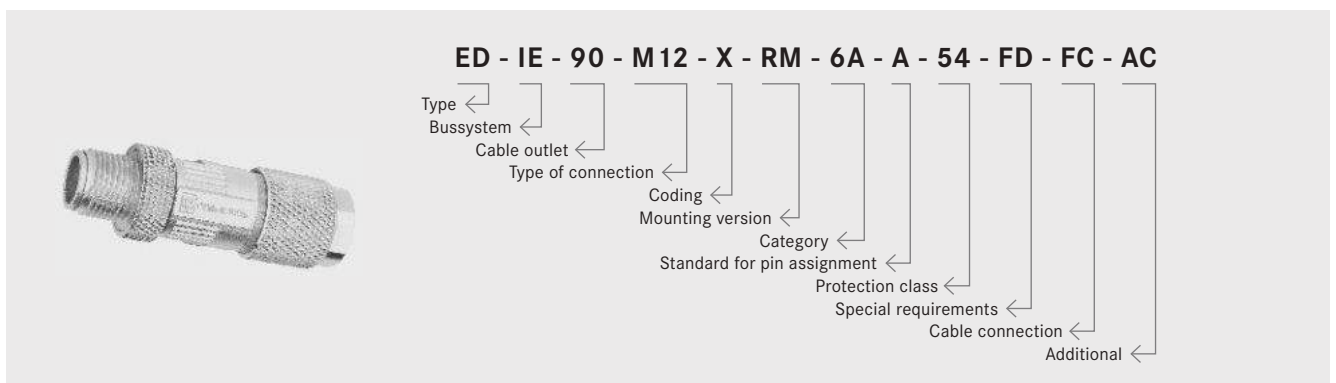 ED - IE - 90 - M12 - X - RM - 6A - A - 54 - FD - FC - AC
Type
Bussystem
Cable outlet
Type of connection
Coding
Mounting version
Category
Standard for pin assignment
Protection class
Special requirements
Cable connection
Additional